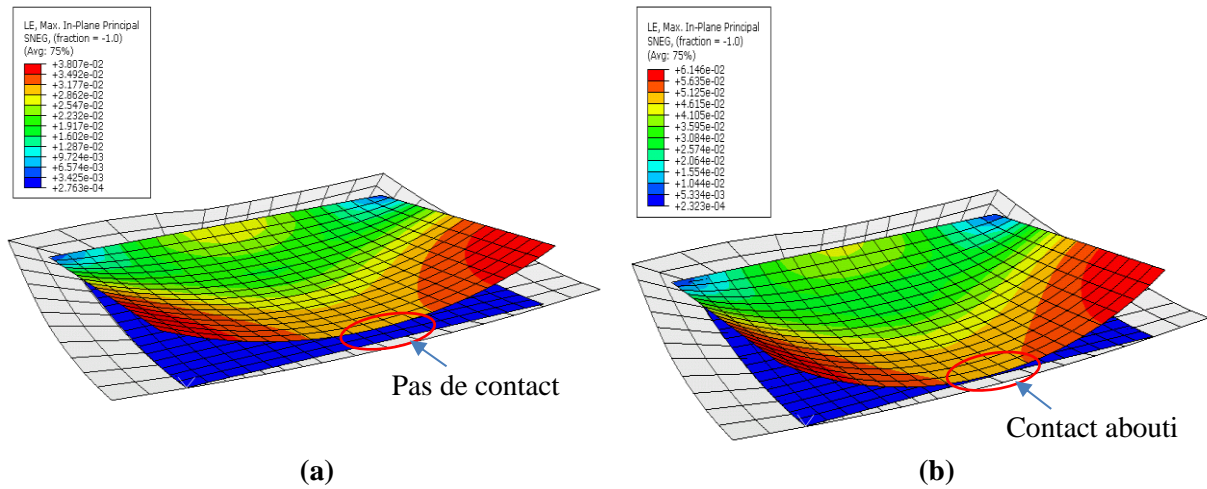 LE, Max. In-Plane Principal
SNEG, (fraction = -1.0)
(Avg: 75%)
+3.807e-02
+3.492e-02
+3.177e-02
+2.862e-02
+2.547e-02
+2.232e-02
+1.917e-02
+1.602e-02
+1.287e-02
+9.724e-03
+6.574e-03
+3.425e-03
+2.763e-04
Pas de contact
(a)
LE, Max. In-Plane Principal
SNEG, (fraction = -1.0)
(Avg: 75%)
+6.146e-02
+5.635e-02
+5.125e-02
+4.615e-02
+4.105e-02
+3.595e-02
+3.084e-02
+2.574e-02
+2.064e-02
+1.554e-02
+1.044e-02
+5.334e-03
+2.323e-04
Contact abouti
(b)